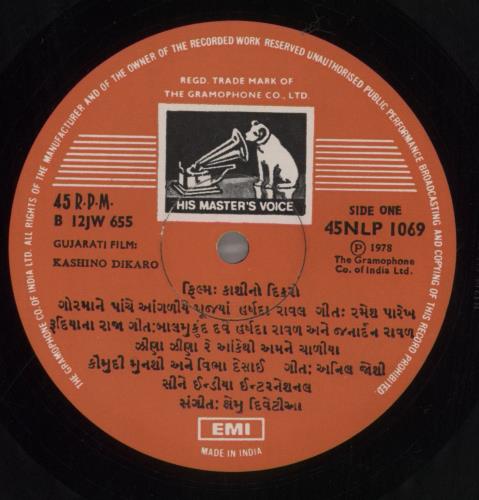 THE GRAMOPHONE CO. OF INDIA LTD. ALL RIGHTS OF THE MANUFACTURER AND OF THE OWNER OF THE RECORDED WORK RESERVED UNAUTHORISED PUBLIC PERFORMANCE BROADCASTING AND COPYING OF THIS RECORD PROHIBITED.
REGD. TRADE MARK OF
THE GRAMOPHONE CO., LTD.
HIS MASTER'S VOICE
45 R.P.M.
B 12JW 655
GUJARATI FILM:
KASHINO DIKARO
SIDE ONE
45NLP 1069
Ⓟ 1978
The Gramophone
Co. of India Ltd.
ફિલ્મ: કાશીનો દિકરો
ગોરમાને પાંચે આંગળીયે પૂજયાં હર્ષદા રાવલ ગીત: રમેશ પારેખ
રૂદિયાના રાજા ગીત: બાલમુકુંદ દવે હર્ષદા રાવળ અને જનાર્દન રાવળ
ઝીણા ઝીણા રે આંકેથી અમને ચાળીયા
કૌમુદી મુનશી અને વિભા દેસાઈ ગીત: અનિલ જોશી
સીને ઈન્ડીયા ઈન્ટરનેશનલ
સંગીત: ક્ષેમુ દિવેટીઆ
EMI
MADE IN INDIA